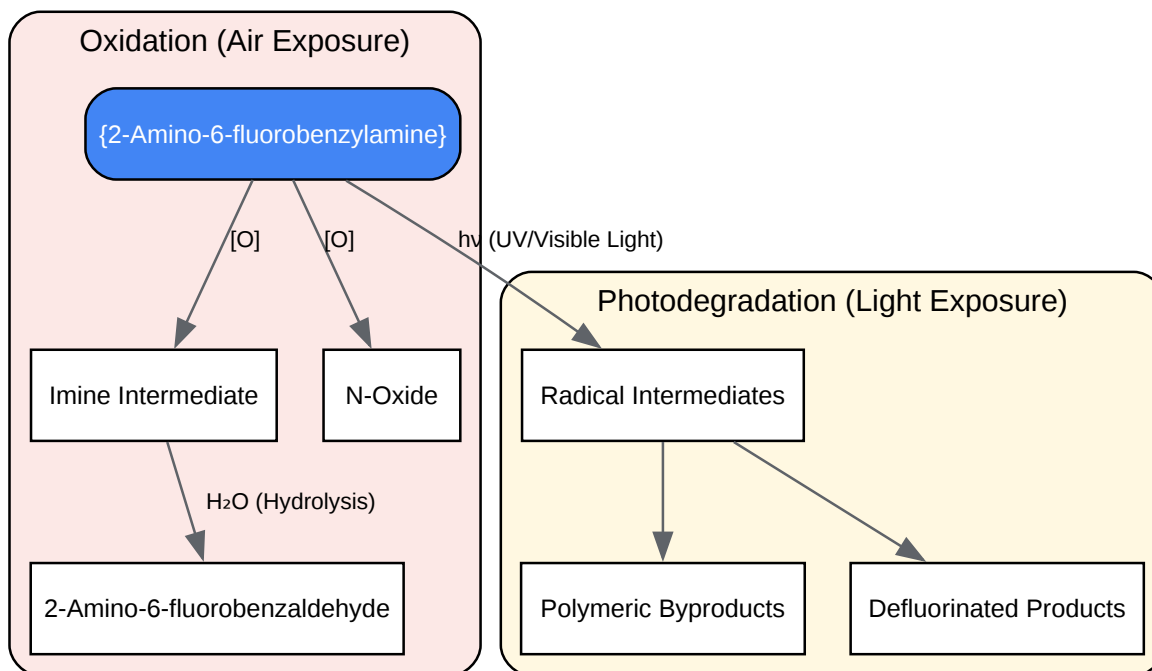 Oxidation (Air Exposure)
{2-Amino-6-fluorobenzylamine}
[O]
[O]
hν (UV/Visible Light)
Photodegradation (Light Exposure)
Imine Intermediate
N-Oxide
Radical Intermediates
H₂O (Hydrolysis)
2-Amino-6-fluorobenzaldehyde
Polymeric Byproducts
Defluorinated Products